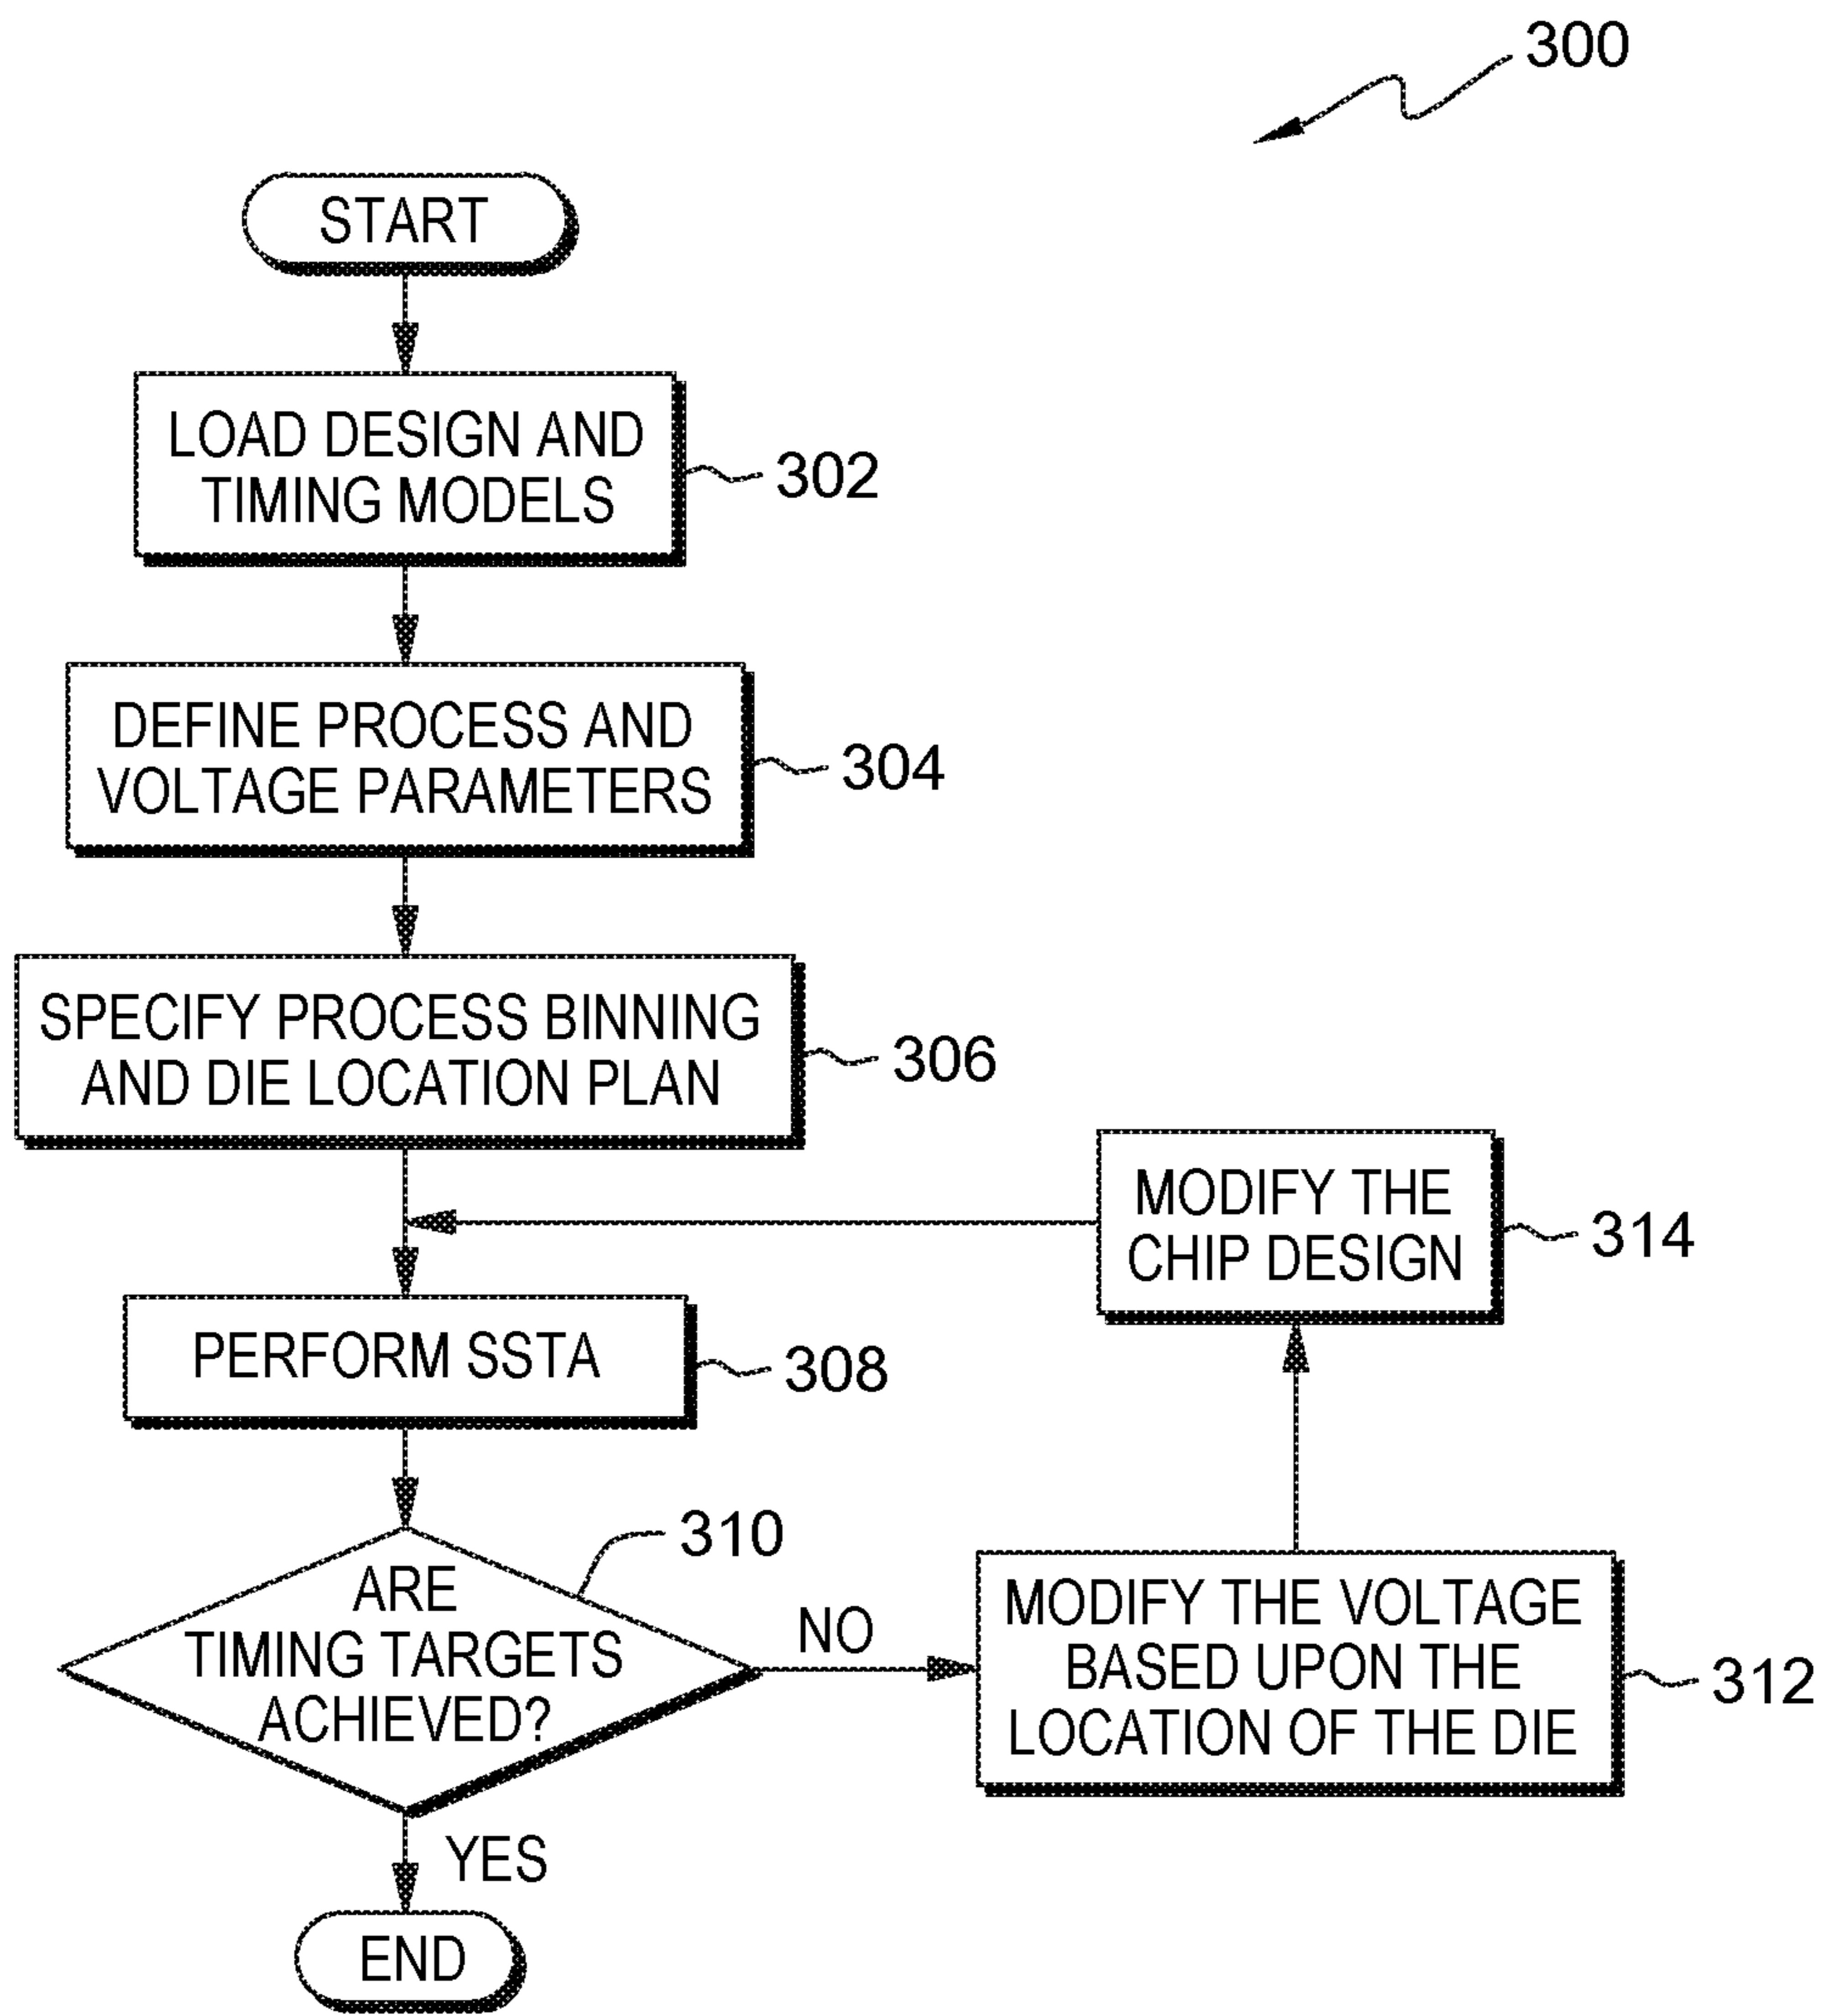 300
START
LOAD DESIGN AND
TIMING MODELS
302
DEFINE PROCESS AND
VOLTAGE PARAMETERS
304
SPECIFY PROCESS BINNING
AND DIE LOCATION PLAN
306
MODIFY THE
CHIP DESIGN
314
PERFORM SSTA
308
310
ARE
TIMING TARGETS
ACHIEVED?
NO
MODIFY THE VOLTAGE
BASED UPON THE
LOCATION OF THE DIE
312
YES
END